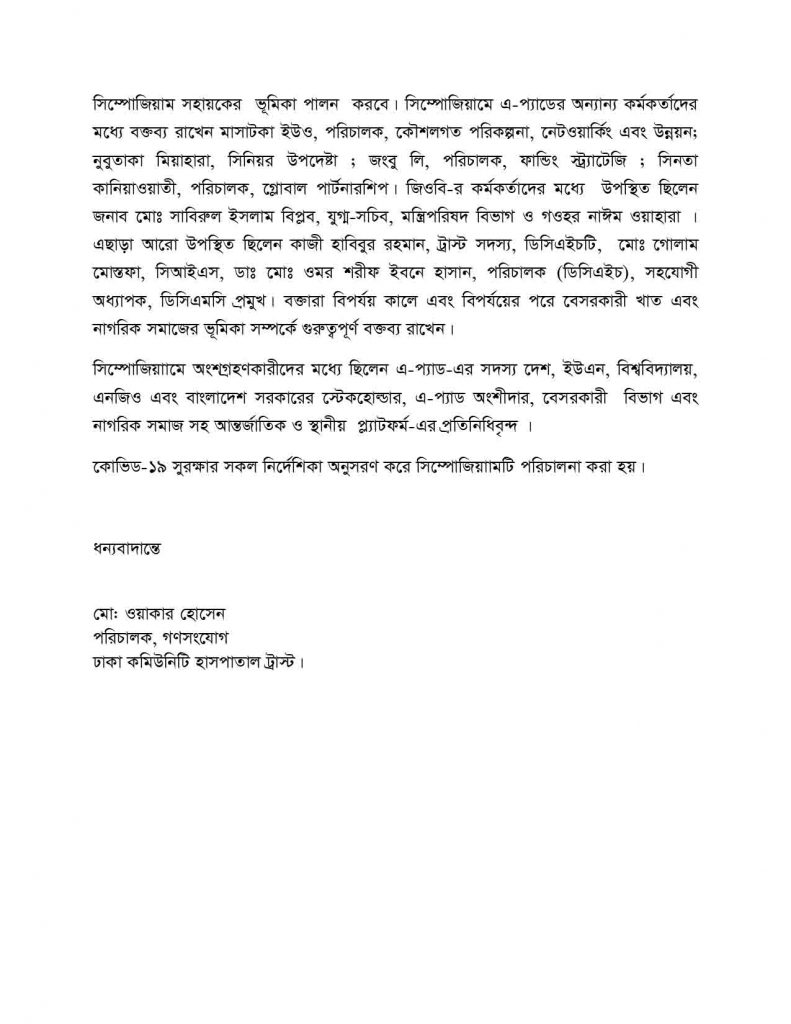 সিম্পোজিয়াম সহায়কের ভূমিকা পালন করবে। সিম্পোজিয়ামে এ-প্যাডের অন্যান্য কর্মকর্তাদের
মধ্যে বক্তব্য রাখেন মাসাটকা ইউও, পরিচালক, কৌশলগত পরিকল্পনা, নেটওয়ার্কিং এবং উন্নয়ন;
নুবুতাকা মিয়াহারা, সিনিয়র উপদেষ্টা ; জংবু লি, পরিচালক, ফান্ডিং স্ট্র্যাটেজি ; সিনতা
কানিয়াওয়াতী, পরিচালক, গ্লোবাল পার্টনারশিপ। জিওবি-র কর্মকর্তাদের মধ্যে উপস্থিত ছিলেন
জনাব মোঃ সাবিরুল ইসলাম বিপ্লব, যুগ্ম-সচিব, মন্ত্রিপরিষদ বিভাগ ও গওহর নাঈম ওয়াহারা ।
এছাড়া আরো উপস্থিত ছিলেন কাজী হাবিবুর রহমান, ট্রাস্ট সদস্য, ডিসিএইচটি, মোঃ গোলাম
মোস্তফা, সিআইএস, ডাঃ মোঃ ওমর শরীফ ইবনে হাসান, পরিচালক (ডিসিএইচ), সহযোগী
অধ্যাপক, ডিসিএমসি প্রমুখ। বক্তারা বিপর্যয় কালে এবং বিপর্যয়ের পরে বেসরকারী খাত এবং
নাগরিক সমাজের ভূমিকা সম্পর্কে গুরুত্বপূর্ণ বক্তব্য রাখেন।
সিম্পোজিয়াামে অংশগ্রহণকারীদের মধ্যে ছিলেন এ-প্যাড-এর সদস্য দেশ, ইউএন, বিশ্ববিদ্যালয়,
এনজিও এবং বাংলাদেশ সরকারের স্টেকহোল্ডার, এ-প্যাড অংশীদার, বেসরকারী বিভাগ এবং
নাগরিক সমাজ সহ আন্তর্জাতিক ও স্থানীয় প্ল্যাটফর্ম-এর প্রতিনিধিবৃন্দ ।
কোভিড-১৯ সুরক্ষার সকল নির্দেশিকা অনুসরণ করে সিম্পোজিয়াামটি পরিচালনা করা হয়।
ধন্যবাদান্তে
মো: ওয়াকার হোসেন
পরিচালক, গণসংযোগ
ঢাকা কমিউনিটি হাসপাতাল ট্রাস্ট।